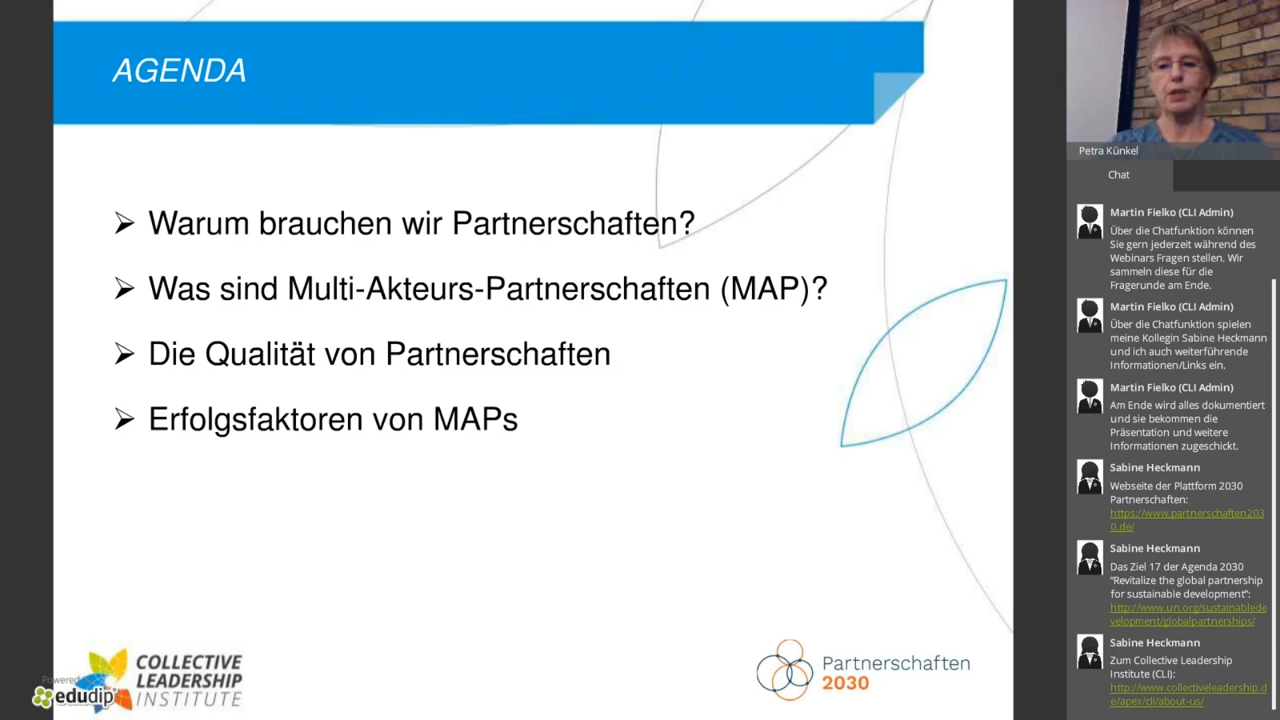 AGENDA
Warum brauchen wir Partnerschaften?
Was sind Multi-Akteurs-Partnerschaften (MAP)?
Die Qualität von Partnerschaften
Erfolgsfaktoren von MAPs
Powered
edudip
COLLECTIVE
LEADERSHIP
INSTITUTE
Partnerschaften
2030
Petra Künkel
Chat
Martin Fielko (CLI Admin)
Über die Chatfunktion können
Sie gern jederzeit während des
Webinars Fragen stellen. Wir
sammeln diese für die
Fragerunde am Ende.
Martin Fielko (CLI Admin)
Über die Chatfunktion spielen
meine Kollegin Sabine Heckmann
und ich auch weiterführende
Informationen/Links ein.
Martin Fielko (CLI Admin)
Am Ende wird alles dokumentiert
und sie bekommen die
Präsentation und weitere
Informationen zugeschickt.
Sabine Heckmann
Webseite der Plattform 2030
Partnerschaften:
https://www.partnerschaften203
0.de/
Sabine Heckmann
Das Ziel 17 der Agenda 2030
"Revitalize the global partnership
for sustainable development":
http://www.un.org/sustainablede
velopment/globalpartnerships/
Sabine Heckmann
Zum Collective Leadership
Institute (CLI):
http://www.collectiveleadership.d
e/apex/cli/about-us/